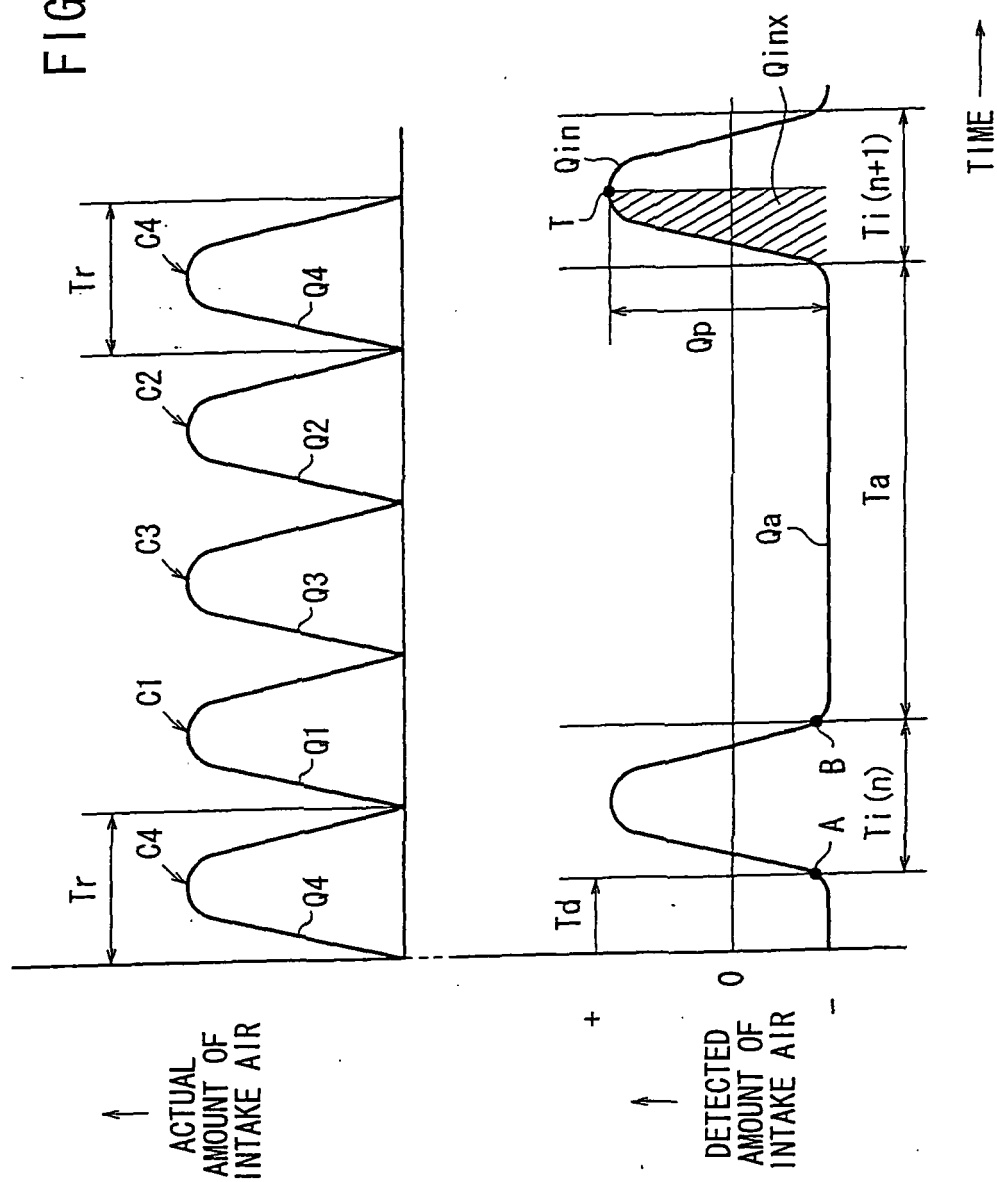 FIG
ACTUAL
AMOUNT OF
INTAKE AIR
Tr
C4
Q4
C1
Q1
C3
Q3
C2
Q2
Tr
C4
Q4
DETECTED
AMOUNT OF
INTAKE AIR
+
0
-
Td
A
B
Ti(n)
Qa
Ta
Qp
T
Qin
Qinx
Ti(n+1)
TIME